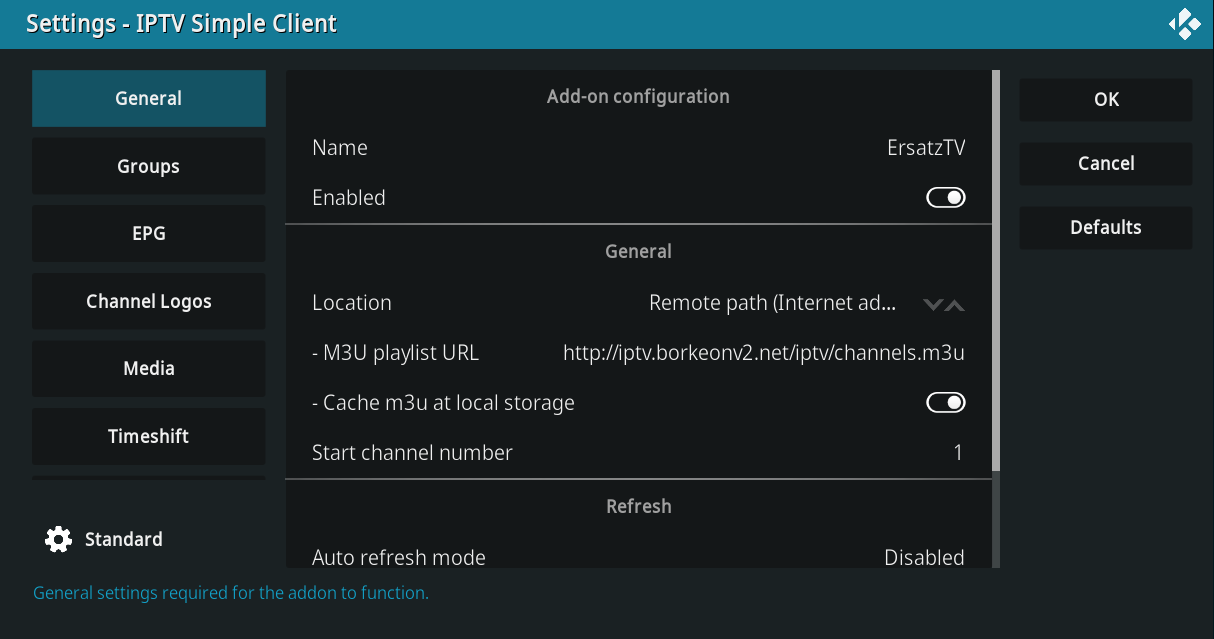 Settings - IPTV Simple Client
General
Groups
EPG
Channel Logos
Media
Timeshift
Standard
Add-on configuration
Name ErsatzTV
Enabled
General
Location Remote path (Internet ad...
- M3U playlist URL http://iptv.borkeonv2.net/iptv/channels.m3u
- Cache m3u at local storage
Start channel number 1
Refresh
Auto refresh mode Disabled
OK
Cancel
Defaults
General settings required for the addon to function.